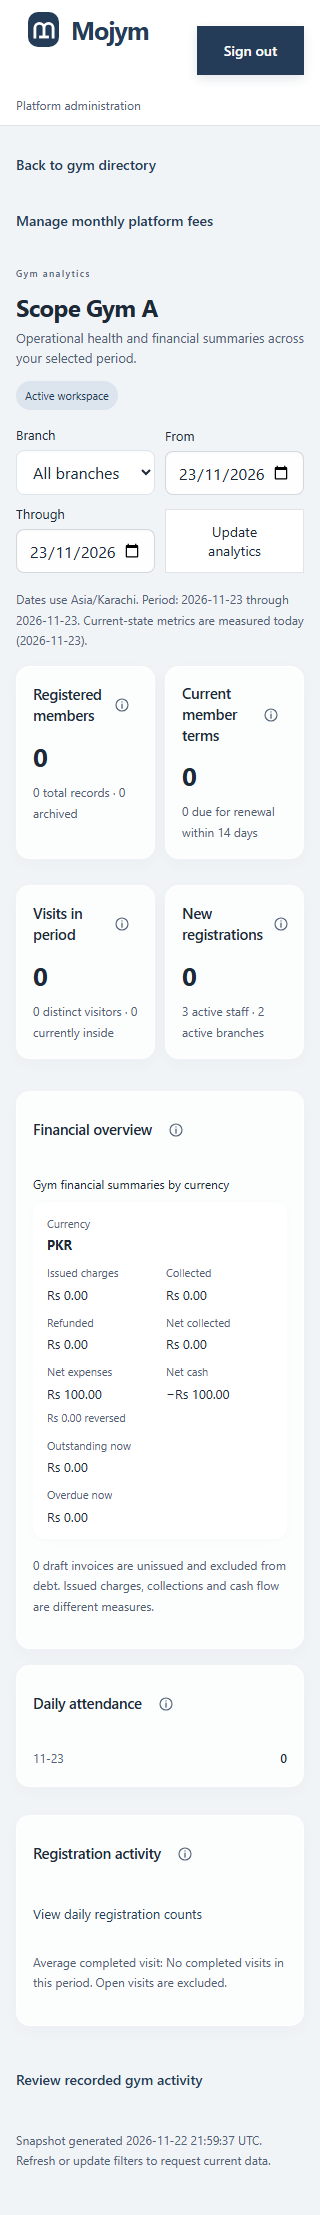 Mojym
Sign out
Platform administration
Back to gym directory
Manage monthly platform fees
Gym analytics
Scope Gym A
Operational health and financial summaries across
your selected period.
Active workspace
Branch
From
All branches
23/11/2026
Through
23/11/2026
Update
analytics
Dates use Asia/Karachi. Period: 2026-11-23 through
2026-11-23. Current-state metrics are measured today
(2026-11-23).
Registered
members
0
0 total records · 0
archived
Current
member
terms
0
0 due for renewal
within 14 days
Visits in
period
0
0 distinct visitors · 0
currently inside
New
registrations
0
3 active staff · 2
active branches
Financial overview
Gym financial summaries by currency
Currency
PKR
Issued charges
Rs 0.00
Collected
Rs 0.00
Refunded
Rs 0.00
Net collected
Rs 0.00
Net expenses
Rs 100.00
Rs 0.00 reversed
Net cash
−Rs 100.00
Outstanding now
Rs 0.00
Overdue now
Rs 0.00
0 draft invoices are unissued and excluded from
debt. Issued charges, collections and cash flow
are different measures.
Daily attendance
11-23 0
Registration activity
View daily registration counts
Average completed visit: No completed visits in
this period. Open visits are excluded.
Review recorded gym activity
Snapshot generated 2026-11-22 21:59:37 UTC.
Refresh or update filters to request current data.